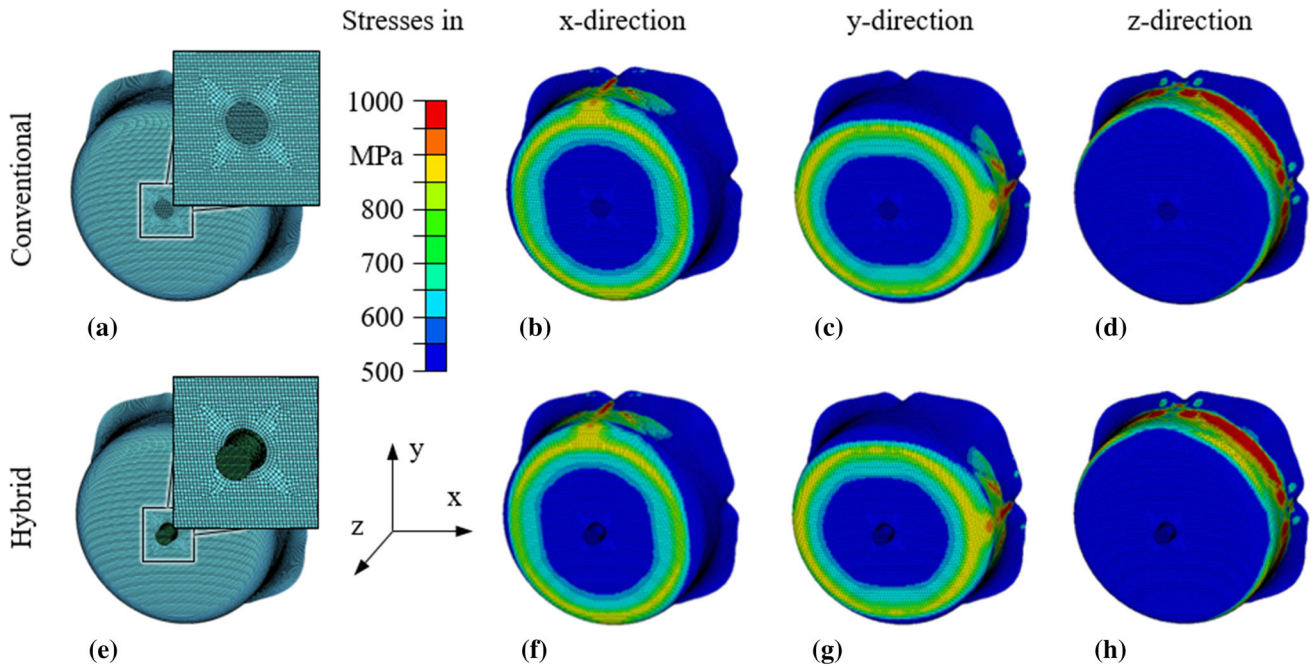 Stresses in
x-direction
y-direction
z-direction
Conventional
1000
MPa
800
700
600
500
(a)
(b)
(c)
(d)
Hybrid
y
x
z
(e)
(f)
(g)
(h)